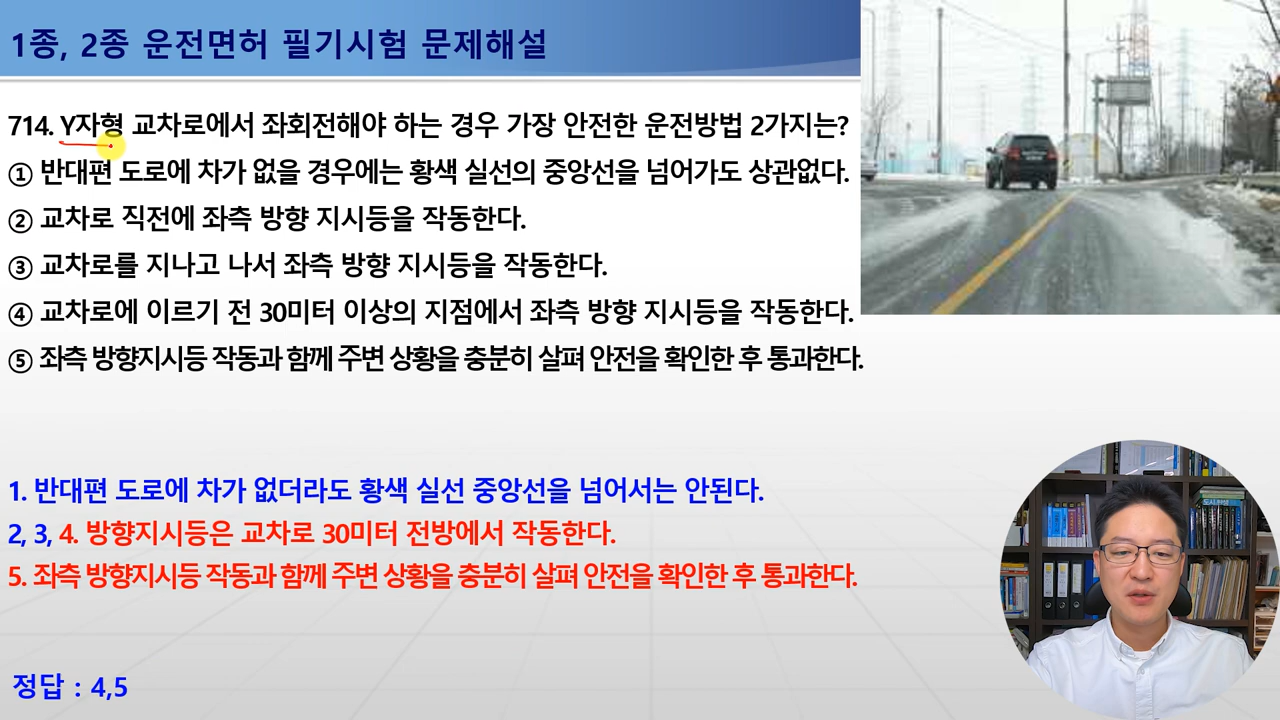 1종, 2종 운전면허 필기시험 문제해설
714. Y자형 교차로에서 좌회전해야 하는 경우 가장 안전한 운전방법 2가지는?
① 반대편 도로에 차가 없을 경우에는 황색 실선의 중앙선을 넘어가도 상관없다.
② 교차로 직전에 좌측 방향 지시등을 작동한다.
③ 교차로를 지나고 나서 좌측 방향 지시등을 작동한다.
④ 교차로에 이르기 전 30미터 이상의 지점에서 좌측 방향 지시등을 작동한다.
⑤ 좌측 방향지시등 작동과 함께 주변 상황을 충분히 살펴 안전을 확인한 후 통과한다.
1. 반대편 도로에 차가 없더라도 황색 실선 중앙선을 넘어서는 안된다.
2, 3, 4. 방향지시등은 교차로 30미터 전방에서 작동한다.
5. 좌측 방향지시등 작동과 함께 주변 상황을 충분히 살펴 안전을 확인한 후 통과한다.
정답 : 4,5